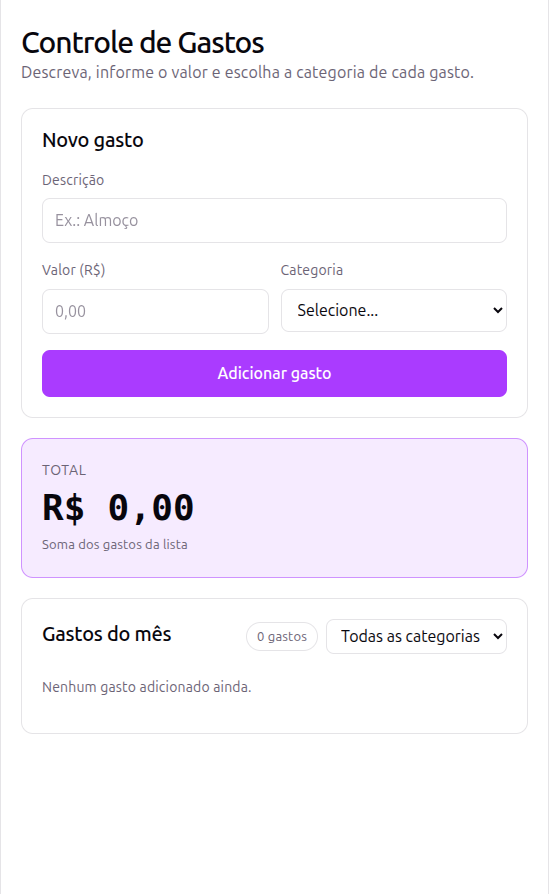 Controle de Gastos
Descreva, informe o valor e escolha a categoria de cada gasto.
Novo gasto
Descrição
Ex.: Almoço
Valor (R$)
Categoria
0,00
Selecione...
Adicionar gasto
TOTAL
R$ 0,00
Soma dos gastos da lista
Gastos do mês
0 gastos
Todas as categorias
Nenhum gasto adicionado ainda.